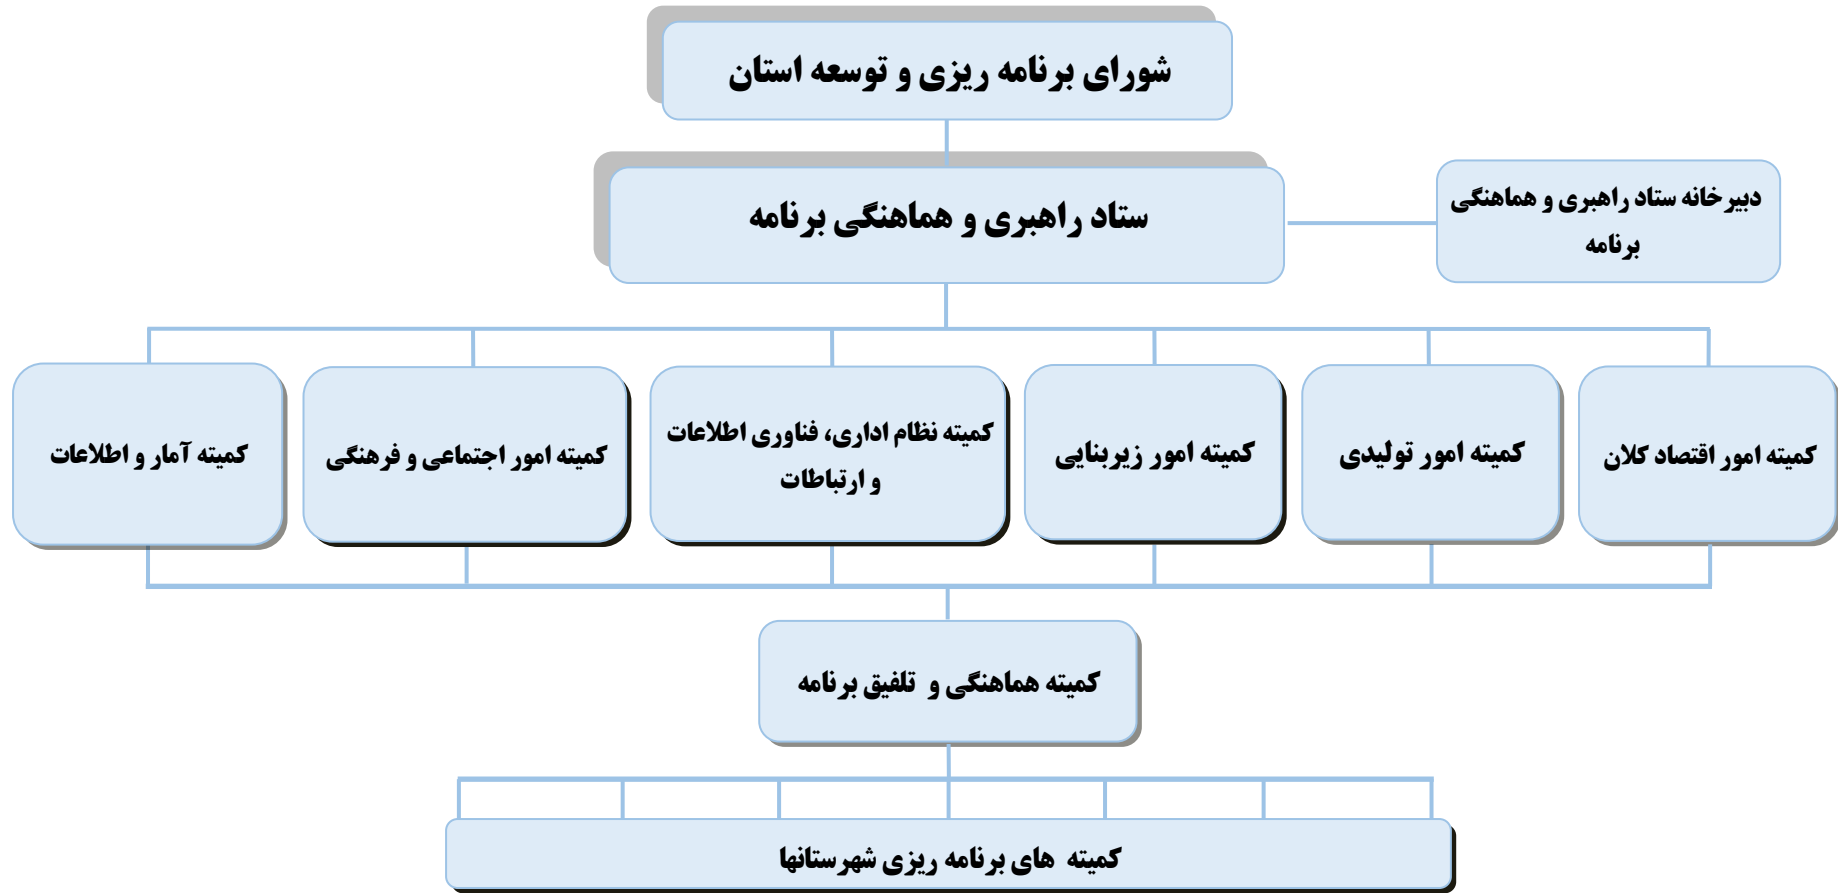 شورای برنامه ریزی و توسعه استان
ستاد راهبری و هماهنگی برنامه
دبیرخانه ستاد راهبری و هماهنگی
برنامه
کمیته امور اقتصاد کلان
کمیته امور تولیدی
کمیته امور زیربنایی
کمیته نظام اداری، فناوری اطلاعات
و ارتباطات
کمیته امور اجتماعی و فرهنگی
کمیته آمار و اطلاعات
کمیته هماهنگی و تلفیق برنامه
کمیته های برنامه ریزی شهرستانها